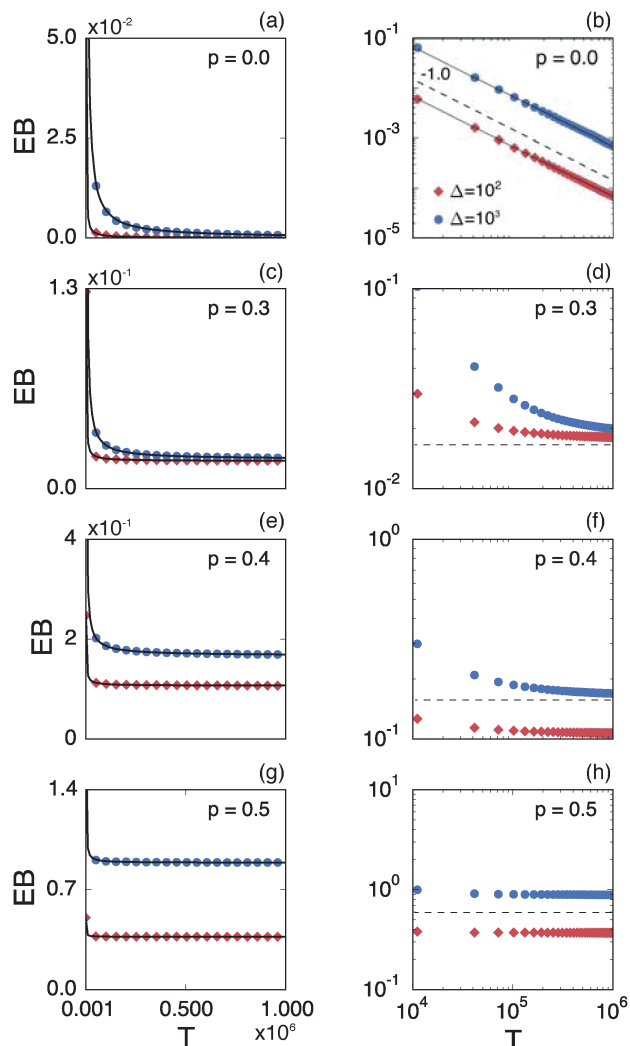 (a)
x10⁻²
5.0
2.5
0.0
EB
p = 0.0
(b)
10⁻¹
10⁻³
10⁻⁵
p = 0.0
-1.0
Δ=10²
Δ=10³
(c)
x10⁻¹
1.3
0.0
EB
p = 0.3
(d)
10⁻¹
10⁻²
p = 0.3
(e)
x10⁻¹
4
2
0
EB
p = 0.4
(f)
10⁰
10⁻¹
p = 0.4
(g)
1.4
0.7
0.0
EB
p = 0.5
0.001 0.500 1.000
T
x10⁶
(h)
10¹
10⁰
10⁻¹
p = 0.5
10⁴ 10⁵ 10⁶
T